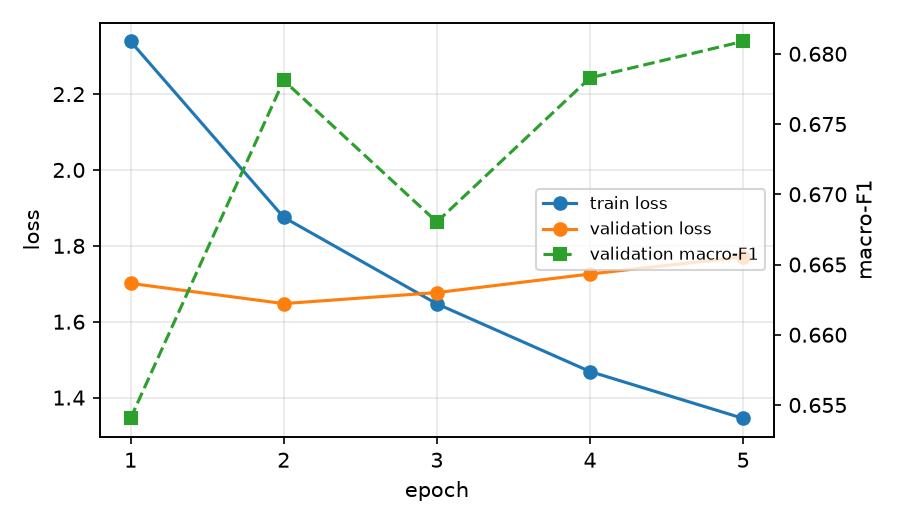 2.2
2.0
1.8
1.6
1.4
loss
0.680
0.675
0.670
0.665
0.660
0.655
macro-F1
train loss
validation loss
validation macro-F1
1 2 3 4 5
epoch